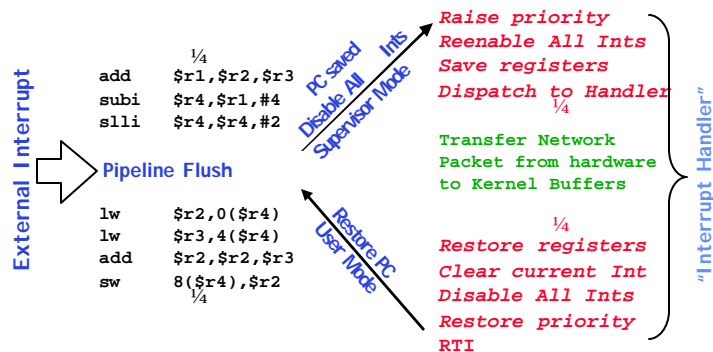 External Interrupt
¼
add $r1,$r2,$r3
subi $r4,$r1,#4
slli $r4,$r4,#2
Pipeline Flush
lw $r2,0($r4)
lw $r3,4($r4)
add $r2,$r2,$r3
sw 8($r4),$r2
¼
PC saved
Disable All Ints
Supervisor Mode
Raise priority
Reenable All Ints
Save registers
Dispatch to Handler
¼
Transfer Network
Packet from hardware
to Kernel Buffers
¼
Restore registers
Clear current Int
Disable All Ints
Restore priority
RTI
Restore PC
User Mode
"Interrupt Handler"